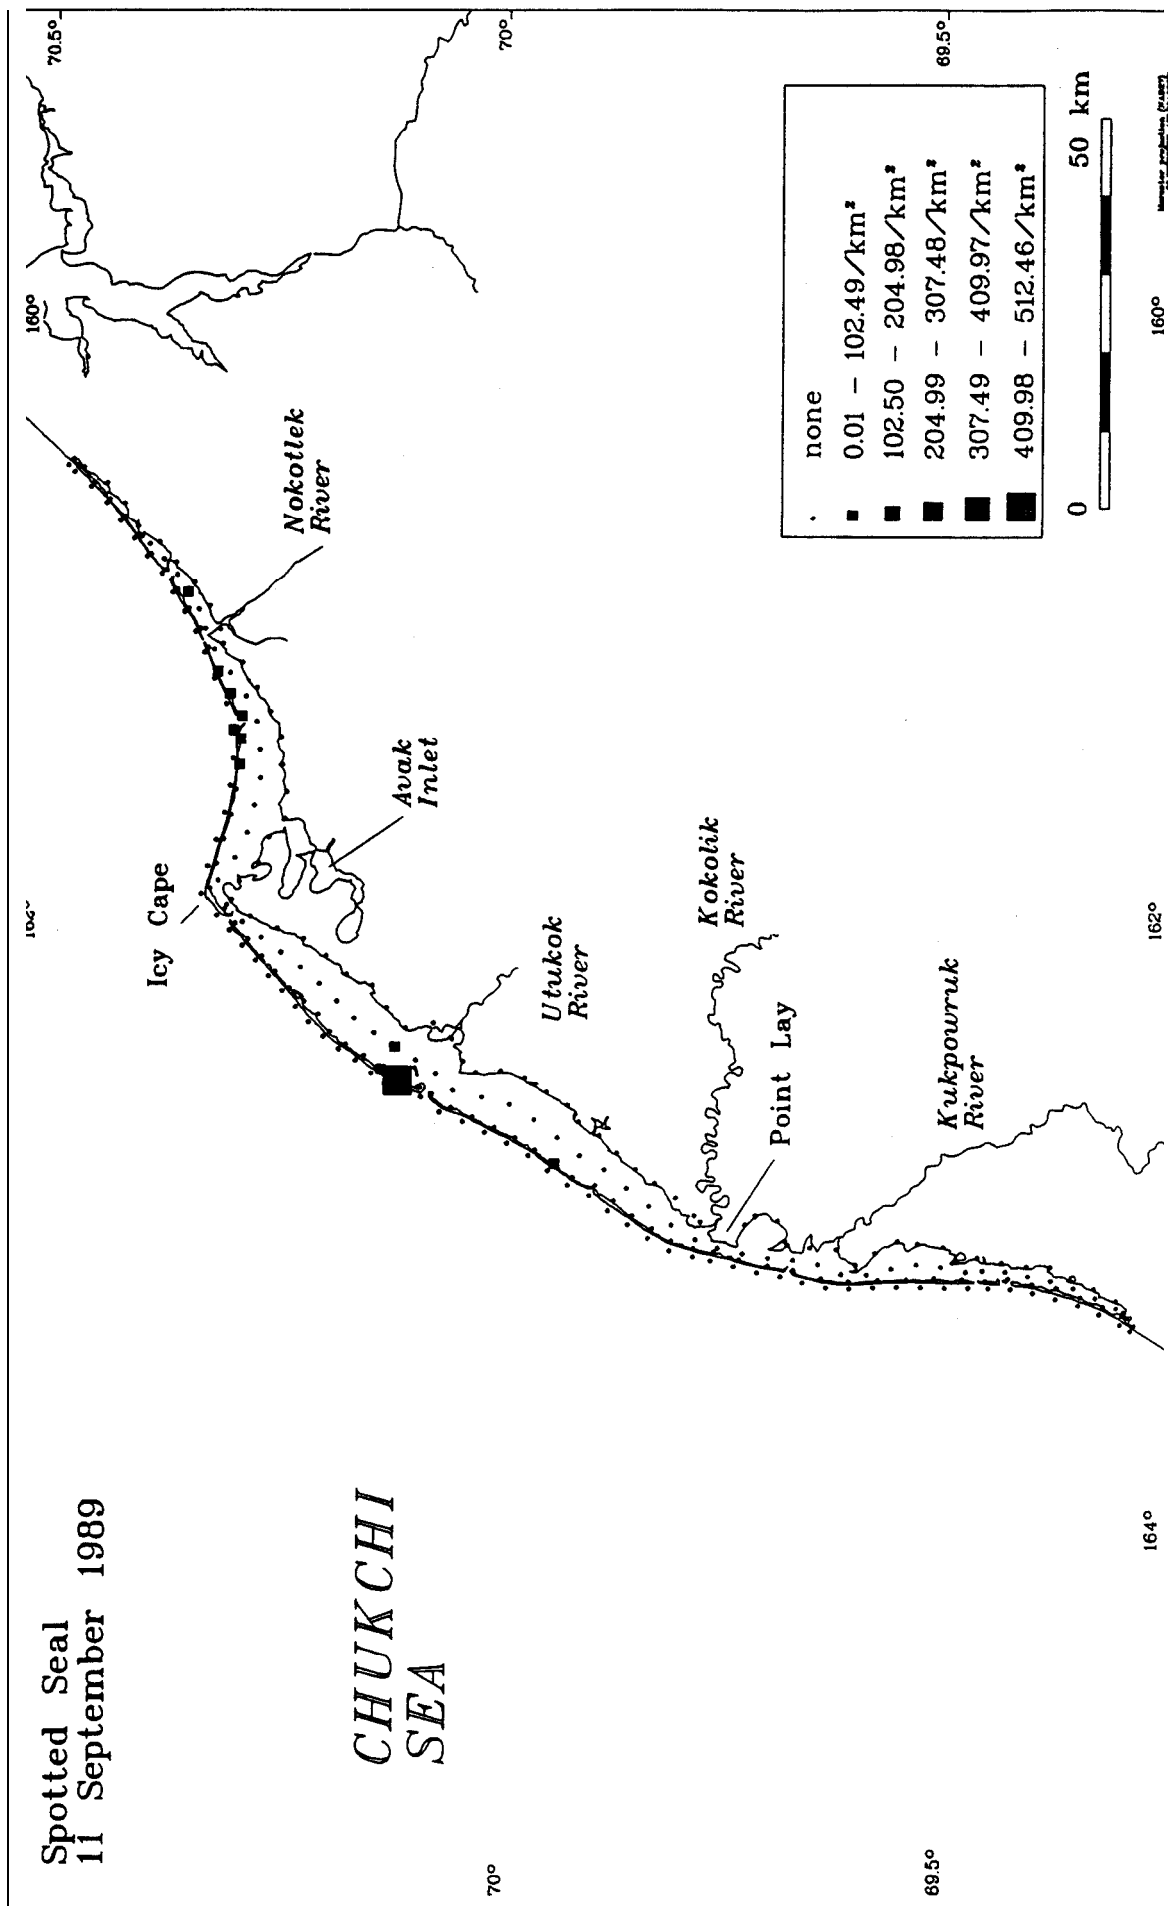 Spotted Seal
11 September 1989
CHUKCHI
SEA
70.5°
70°
69.5°
160°
162°
Icy Cape
Nokotlek
River
Avak
Inlet
Utukok
River
Kokolik
River
Point Lay
Kukpowruk
River
none
0.01 – 102.49/km²
102.50 – 204.98/km²
204.99 – 307.48/km²
307.49 – 409.97/km²
409.98 – 512.46/km²
0 50 km
70°
69.5°
164°
162°
160°
Mercator projection